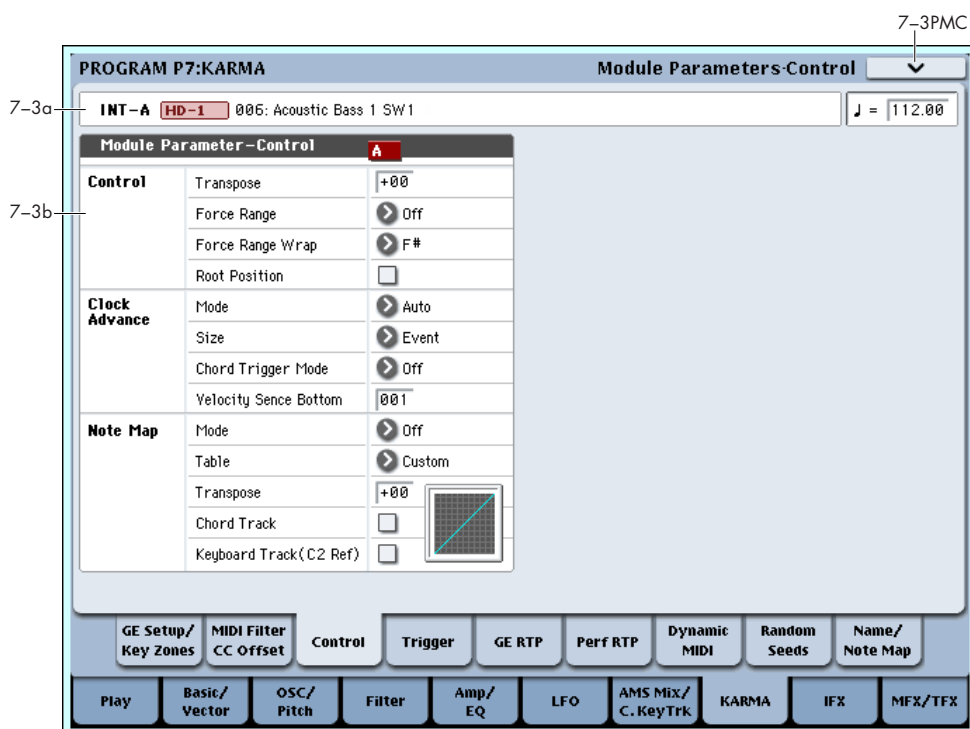 7–3PMC
PROGRAM P7:KARMA Module Parameters-Control
7–3a INT-A HD-1 006: Acoustic Bass 1 SW1 ♩ = 112.00
Module Parameter-Control A
7–3b
Control Transpose +00
Force Range Off
Force Range Wrap F#
Root Position
Clock Advance Mode Auto
Size Event
Chord Trigger Mode Off
Velocity Sence Bottom 001
Note Map Mode Off
Table Custom
Transpose +00
Chord Track
Keyboard Track(C2 Ref)
GE Setup/ Key Zones MIDI Filter CC Offset Control Trigger GE RTP Perf RTP Dynamic MIDI Random Seeds Name/ Note Map
Play Basic/ Vector OSC/ Pitch Filter Amp/ EQ LFO AMS Mix/ C.KeyTrk KARMA IFX MFX/TFX